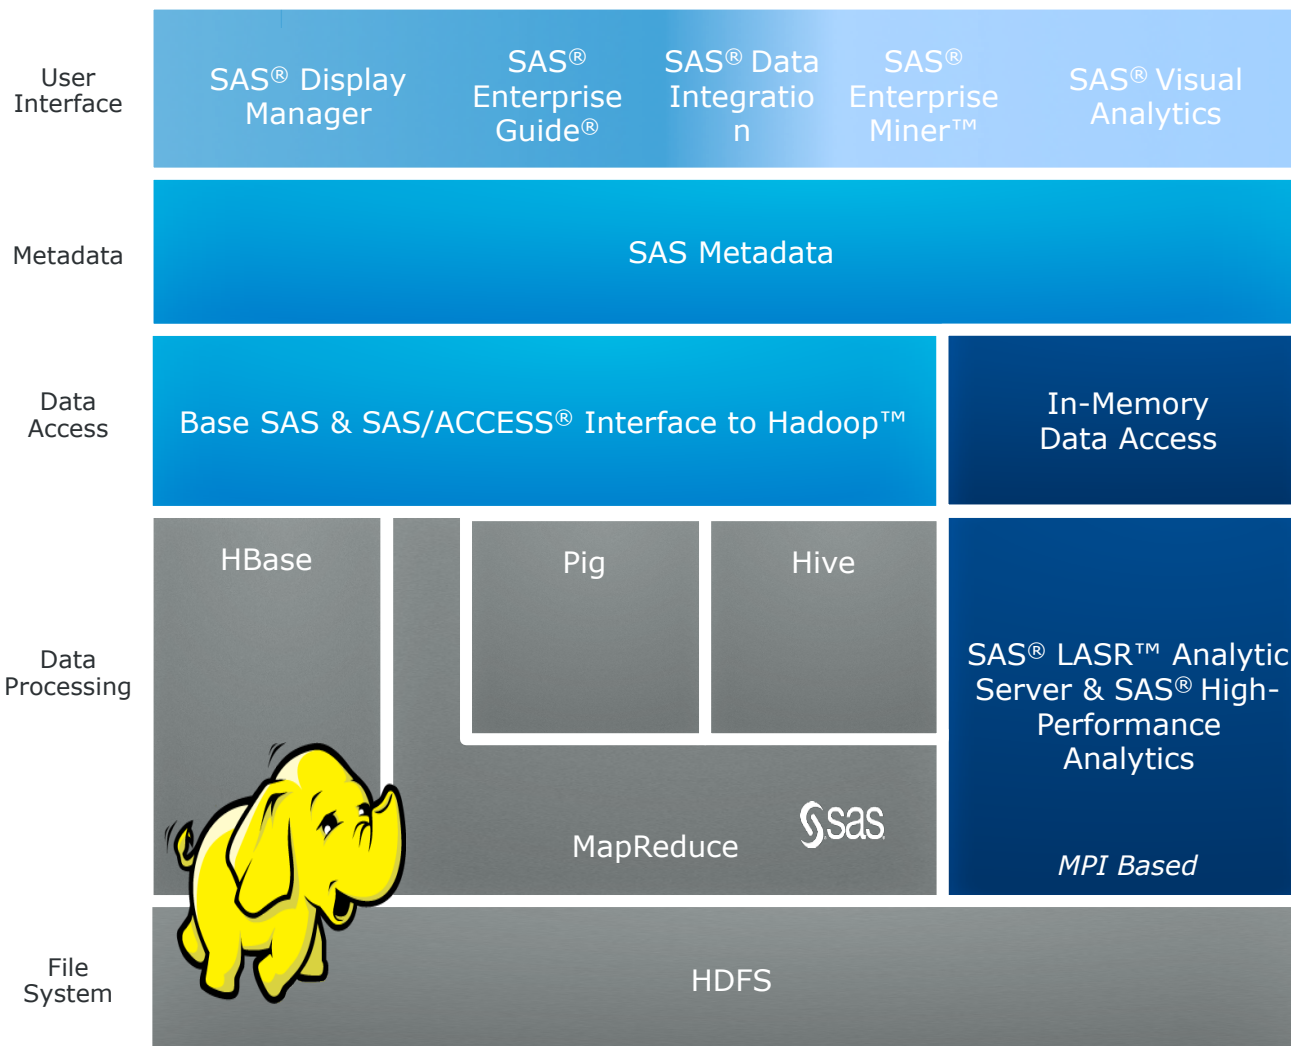 User
Interface
SAS® Display
Manager
SAS®
Enterprise
Guide®
SAS® Data
Integratio
n
SAS®
Enterprise
Miner™
SAS® Visual
Analytics
Metadata
SAS Metadata
Data
Access
Base SAS & SAS/ACCESS® Interface to Hadoop™
In-Memory
Data Access
Data
Processing
HBase
Pig
Hive
MapReduce
sas
SAS® LASR™ Analytic
Server & SAS® High-
Performance
Analytics
MPI Based
File
System
HDFS